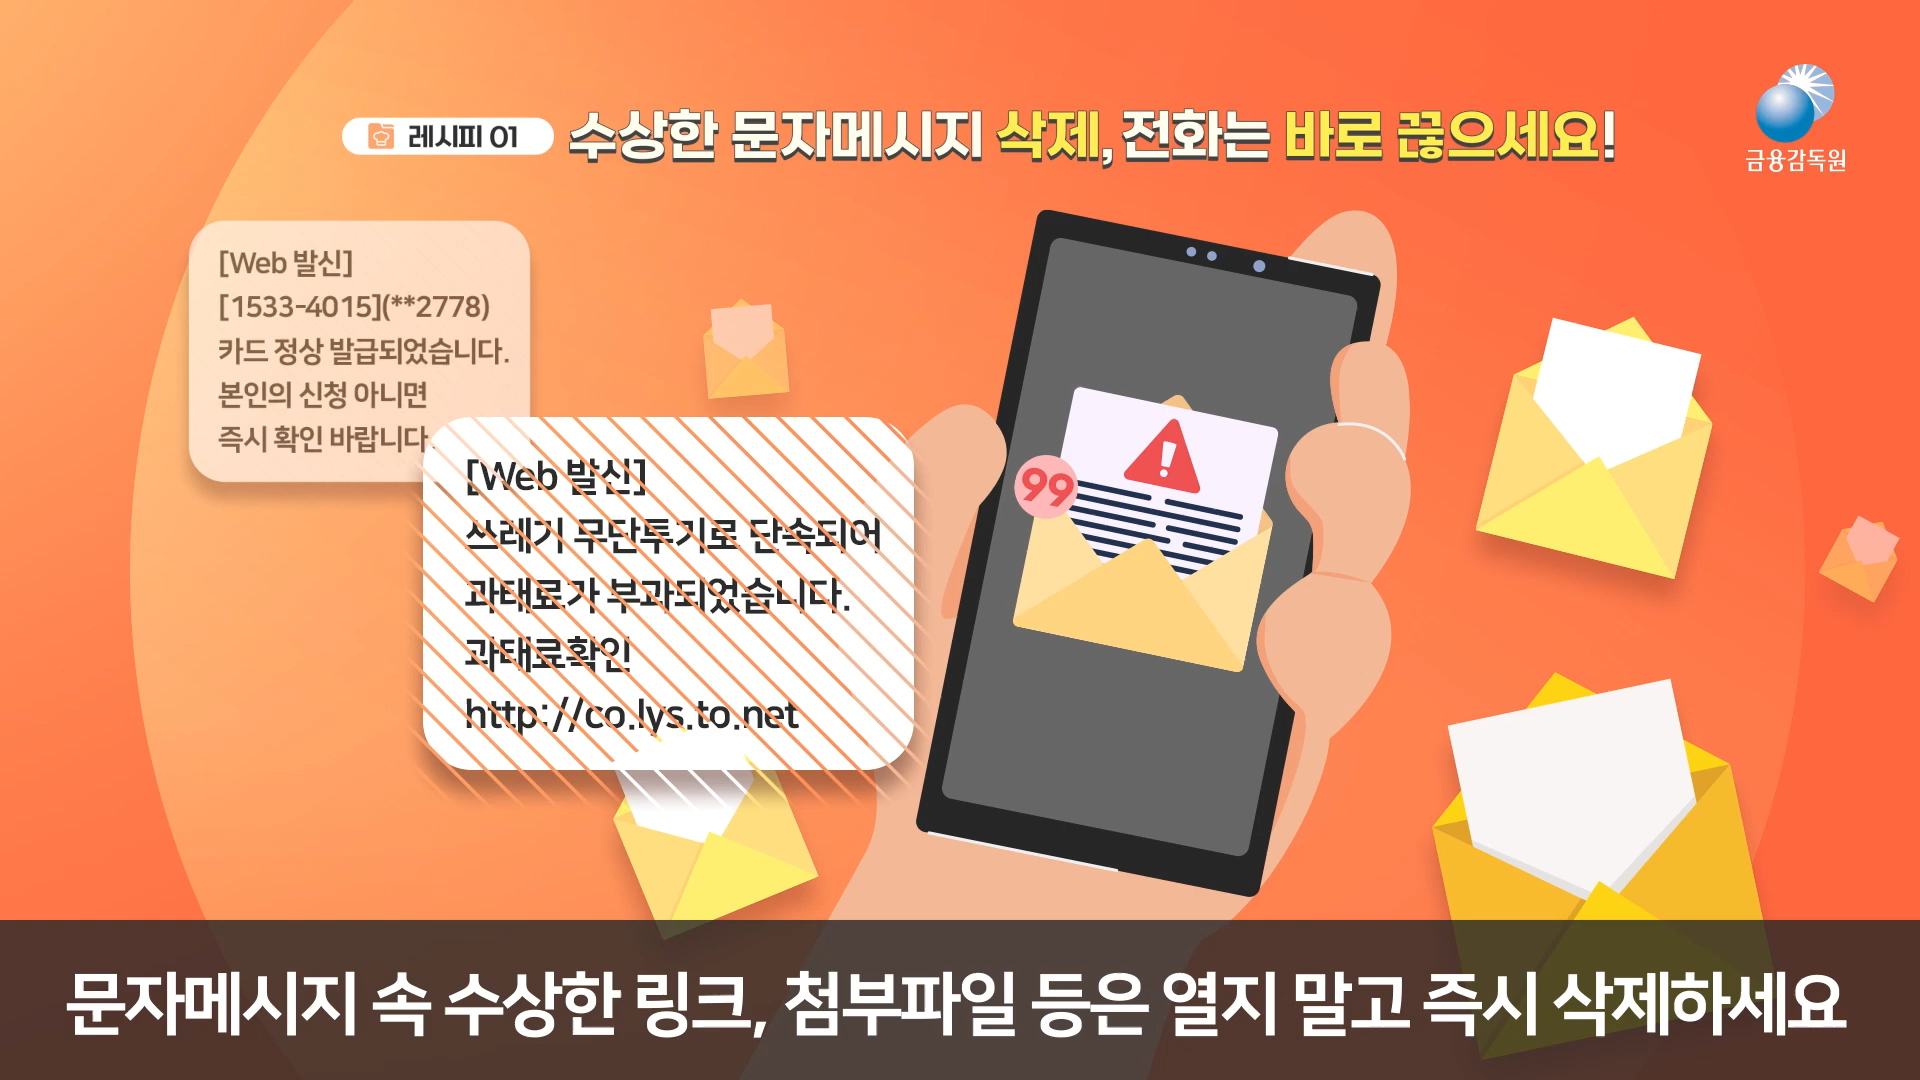 레시피 01 수상한 문자메시지 삭제, 전화는 바로 끊으세요!
금융감독원
[Web 발신]
[1533-4015](**2778)
카드 정상 발급되었습니다.
본인의 신청 아니면
즉시 확인 바랍니다.
[Web 발신]
쓰레기 무단투기로 단속되어
과태료가 부과되었습니다.
과태료확인
http://co.lys.to.net
99
문자메시지 속 수상한 링크, 첨부파일 등은 열지 말고 즉시 삭제하세요